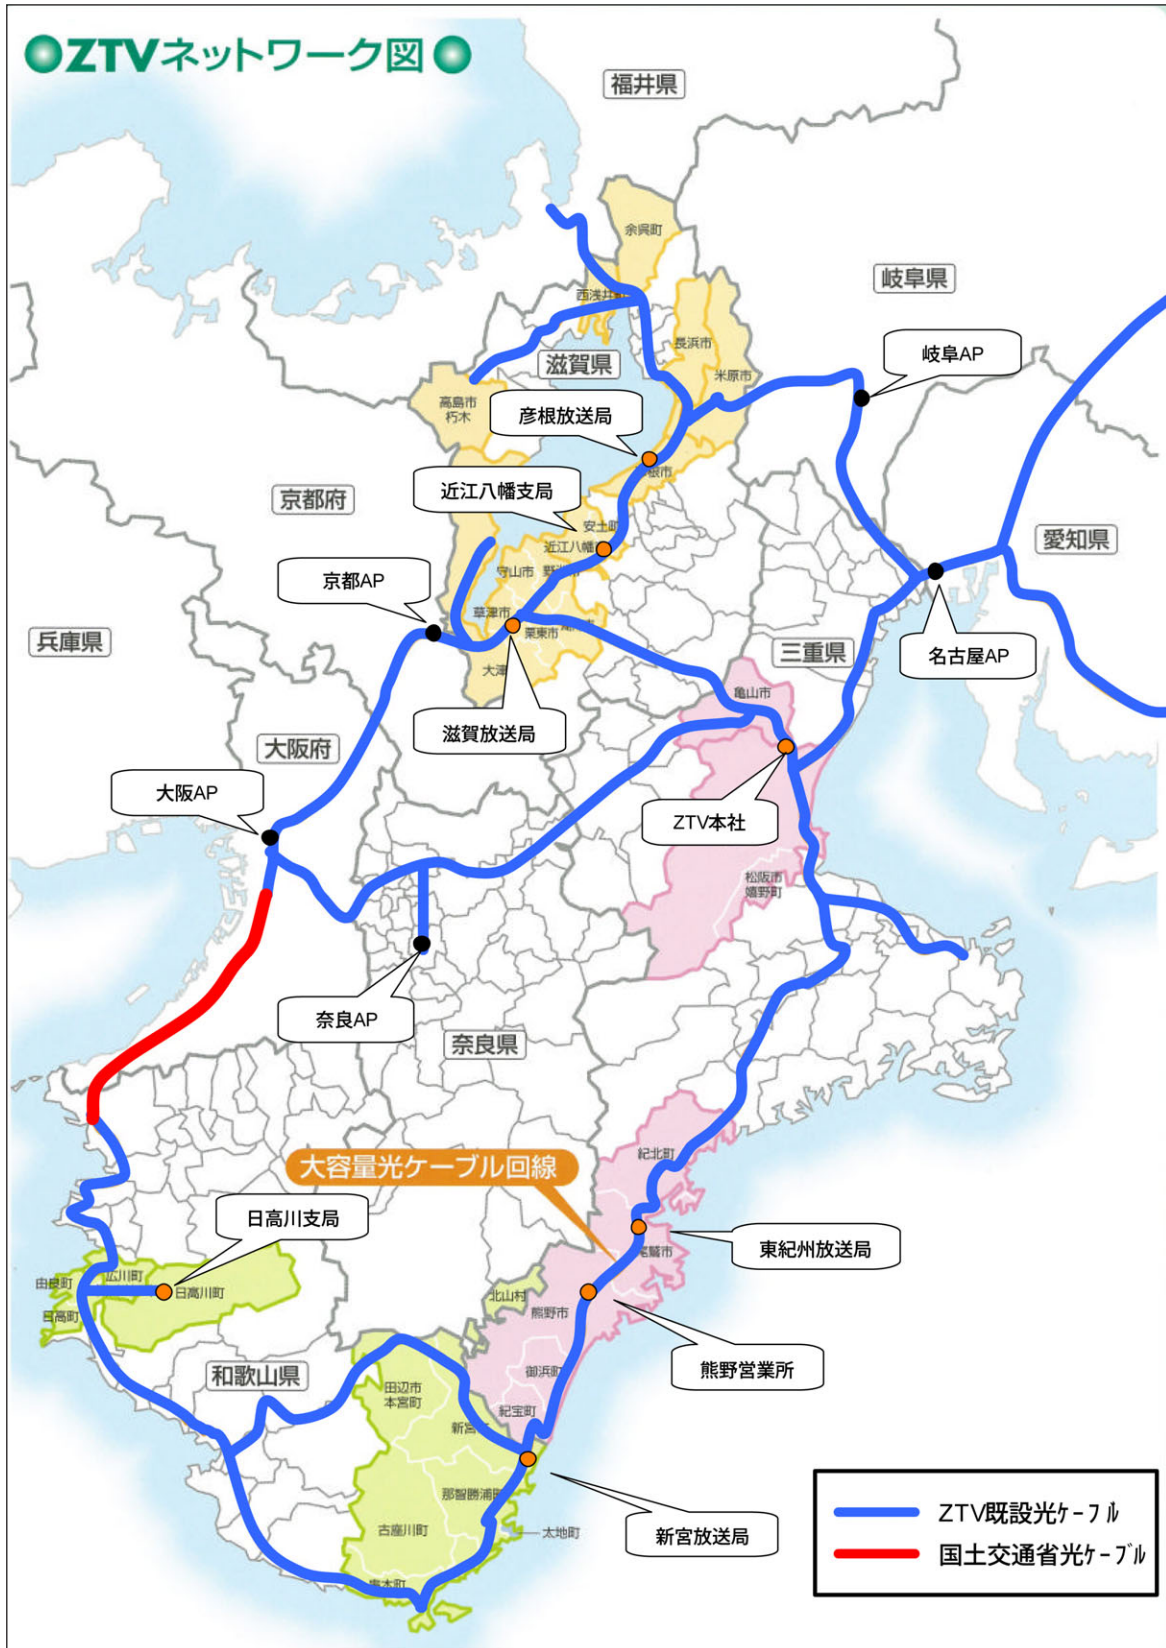 ZTVネットワーク図
福井県
余呉町
西浅井町
岐阜県
長浜市
滋賀県
米原市
岐阜AP
高島市
朽木
彦根放送局
根市
近江八幡支局
京都府
安土町
近江八幡
愛知県
守山市
京都AP
草津市
栗東市
兵庫県
三重県
名古屋AP
大津
亀山市
滋賀放送局
大阪府
大阪AP
ZTV本社
松阪市
嬉野町
奈良AP
奈良県
紀北町
大容量光ケーブル回線
日高川支局
東紀州放送局
尾鷲市
広川町
由良町
日高川町
北山村
熊野市
日高町
熊野営業所
御浜町
和歌山県
田辺市
本宮町
紀宝町
新宮
那智勝浦町
古座川町
太地町
新宮放送局
串本町
ZTV既設光ｹｰﾌﾞﾙ
国土交通省光ｹｰﾌﾞﾙ